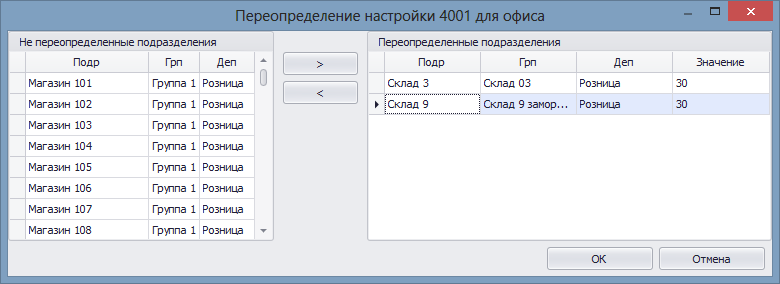 Переопределение настройки 4001 для офиса
Не переопределенные подразделения
Подр Грп Деп
Магазин 101 Группа 1 Розница
Магазин 102 Группа 1 Розница
Магазин 103 Группа 1 Розница
Магазин 104 Группа 1 Розница
Магазин 105 Группа 1 Розница
Магазин 106 Группа 1 Розница
Магазин 107 Группа 1 Розница
Магазин 108 Группа 1 Розница
>
<
Переопределенные подразделения
Подр Грп Деп Значение
Склад 3 Склад 03 Розница 30
Склад 9 Склад 9 замор... Розница 30
OK Отмена